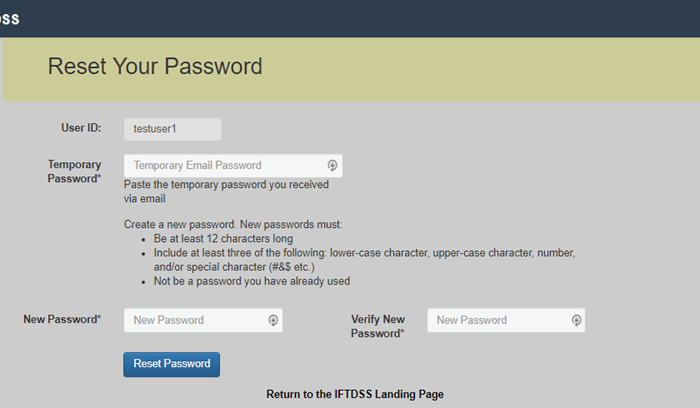 DSS
Reset Your Password
User ID:
testuser1
Temporary
Password*
Temporary Email Password
Paste the temporary password you received
via email
Create a new password. New passwords must:
• Be at least 12 characters long
• Include at least three of the following: lower-case character, upper-case character, number,
and/or special character (#&$ etc.)
• Not be a password you have already used
New Password*
New Password
Verify New
Password*
New Password
Reset Password
Return to the IFTDSS Landing Page